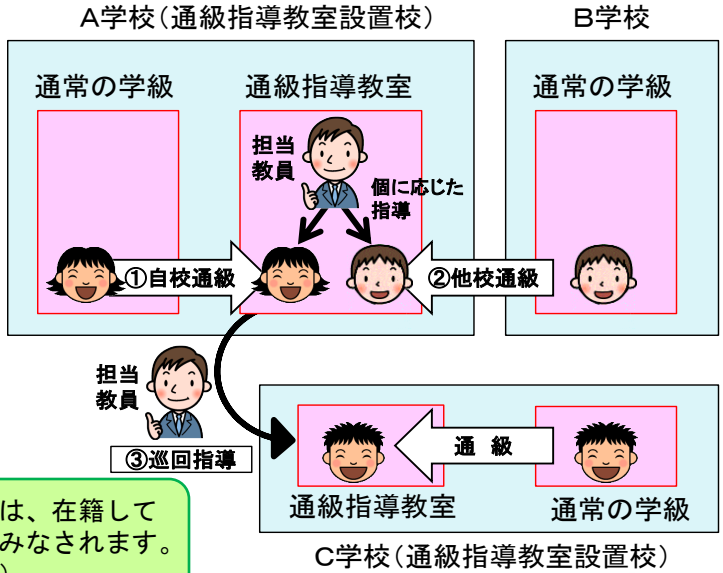 A学校(通級指導教室設置校)
B学校
通常の学級
通級指導教室
通常の学級
担当
教員
個に応じた
指導
①自校通級
②他校通級
担当
教員
③巡回指導
通 級
通級指導教室
通常の学級
C学校(通級指導教室設置校)
は、在籍して
みなされます。